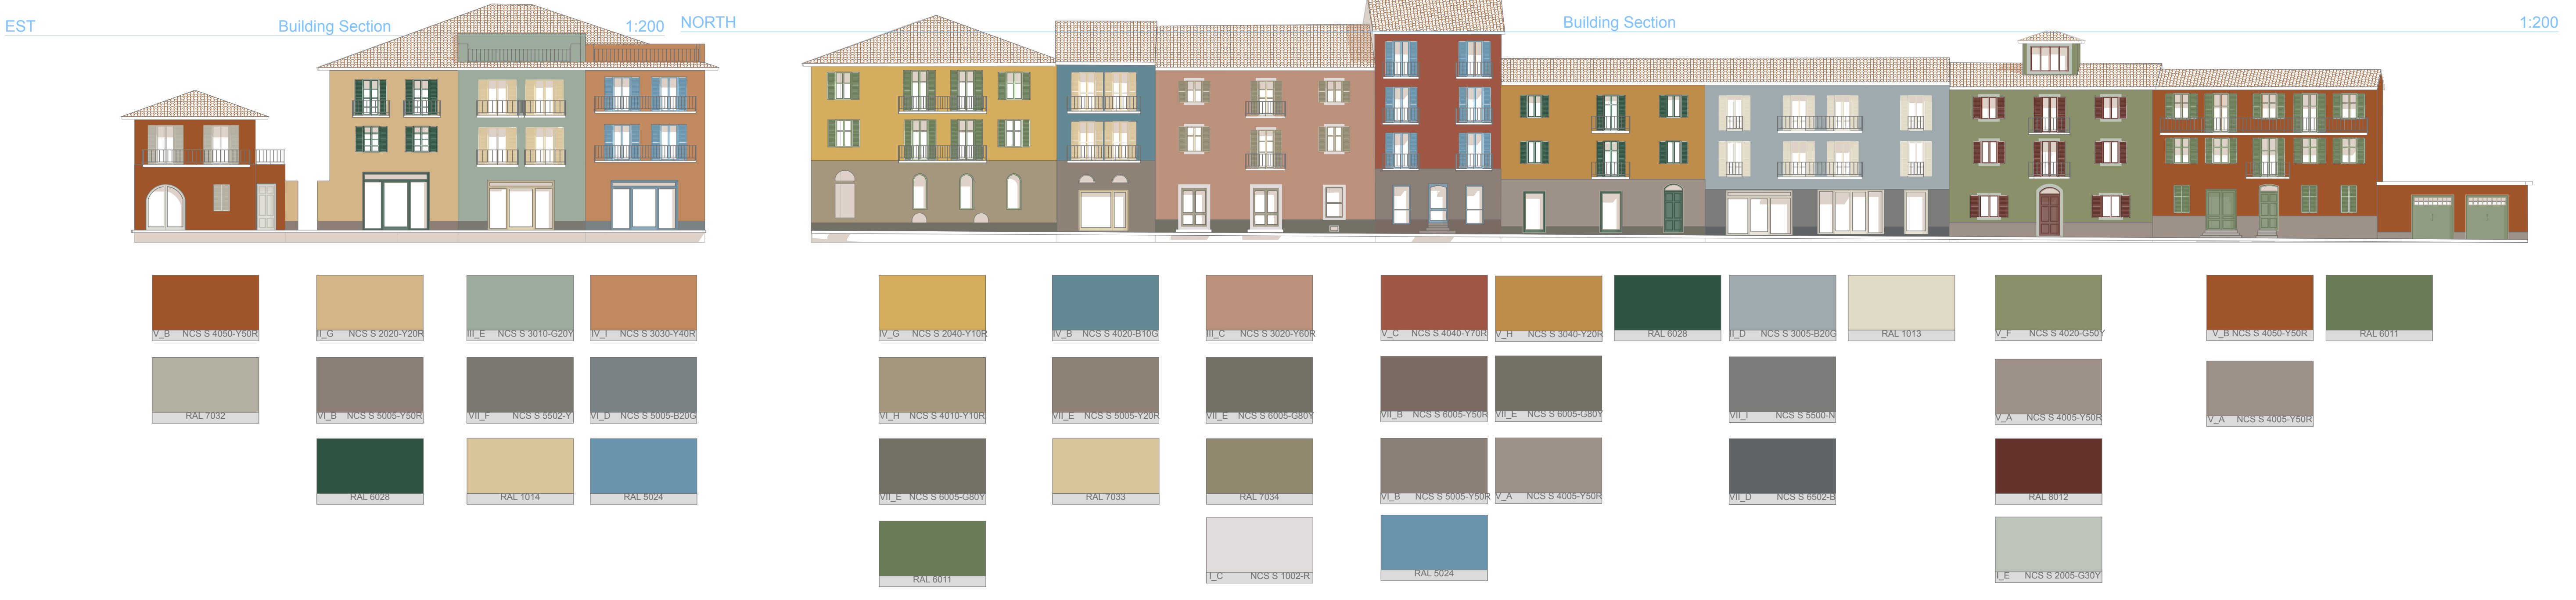 EST Building Section 1:200 NORTH Building Section 1:200
V_B NCS S 4050-Y50R II_G NCS S 2020-Y20R III_E NCS S 3010-G20Y IV_I NCS S 3030-Y40R IV_G NCS S 2040-Y10R IV_B NCS S 4020-B10G III_C NCS S 3020-Y60R V_C NCS S 4040-Y70R V_H NCS S 3040-Y20R RAL 6028 II_D NCS S 3005-B20G RAL 1013 V_F NCS S 4020-G50Y V_B NCS S 4050-Y50R RAL 6011
RAL 7032 VI_B NCS S 5005-Y50R VII_F NCS S 5502-Y VI_D NCS S 5005-B20G VI_H NCS S 4010-Y10R VII_E NCS S 5005-Y20R VII_E NCS S 6005-G80Y VII_B NCS S 6005-Y50R VII_E NCS S 6005-G80Y VII_I NCS S 5500-N V_A NCS S 4005-Y50R V_A NCS S 4005-Y50R
RAL 6028 RAL 1014 RAL 5024 VII_E NCS S 6005-G80Y RAL 7033 RAL 7034 VI_B NCS S 5005-Y50R V_A NCS S 4005-Y50R VII_D NCS S 6502-B RAL 8012
RAL 6011 I_C NCS S 1002-R RAL 5024 I_E NCS S 2005-G30Y